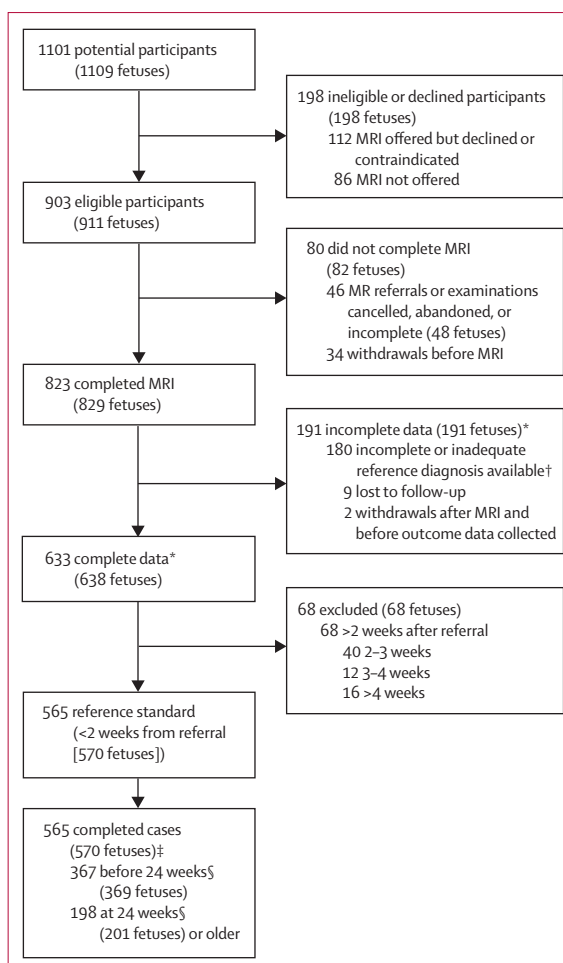 1101 potential participants
(1109 fetuses)
198 ineligible or declined participants
(198 fetuses)
112 MRI offered but declined or
contraindicated
86 MRI not offered
903 eligible participants
(911 fetuses)
80 did not complete MRI
(82 fetuses)
46 MR referrals or examinations
cancelled, abandoned, or
incomplete (48 fetuses)
34 withdrawals before MRI
823 completed MRI
(829 fetuses)
191 incomplete data (191 fetuses)*
180 incomplete or inadequate
reference diagnosis available†
9 lost to follow-up
2 withdrawals after MRI and
before outcome data collected
633 complete data*
(638 fetuses)
68 excluded (68 fetuses)
68 >2 weeks after referral
40 2–3 weeks
12 3–4 weeks
16 >4 weeks
565 reference standard
(<2 weeks from referral
[570 fetuses])
565 completed cases
(570 fetuses)‡
367 before 24 weeks§
(369 fetuses)
198 at 24 weeks§
(201 fetuses) or older